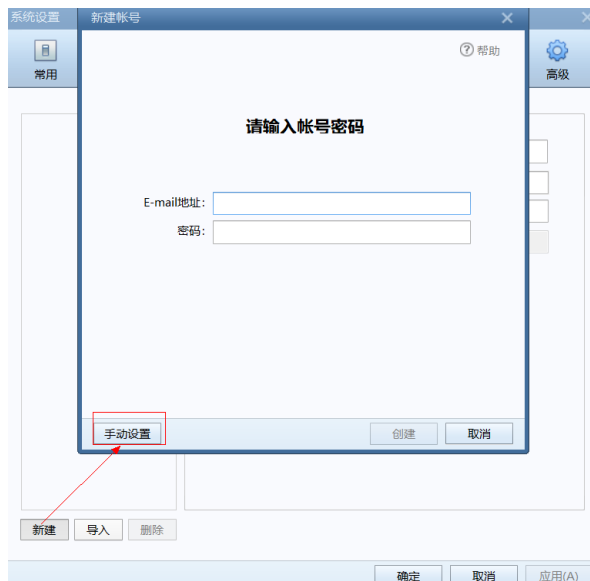 系统设置
新建帐号
帮助
常用
高级
请输入帐号密码
E-mail地址:
密码:
手动设置
创建
取消
新建
导入
删除
确定
取消
应用(A)